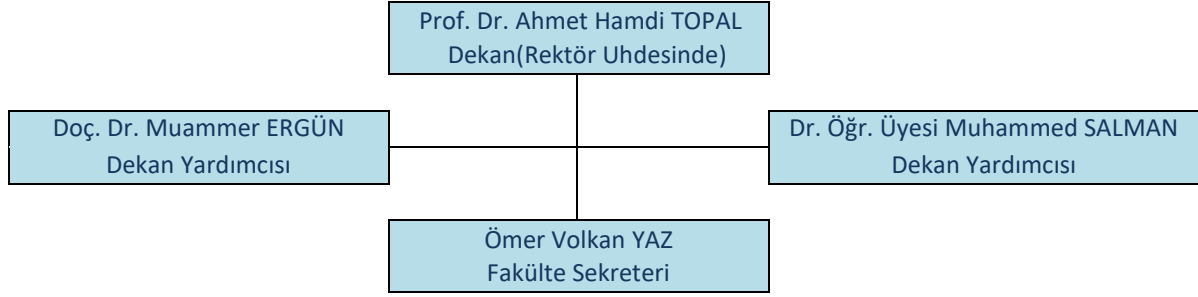 Prof. Dr. Ahmet Hamdi TOPAL
Dekan(Rektör Uhdesinde)
Doç. Dr. Muammer ERGÜN
Dekan Yardımcısı
Dr. Öğr. Üyesi Muhammed SALMAN
Dekan Yardımcısı
Ömer Volkan YAZ
Fakülte Sekreteri